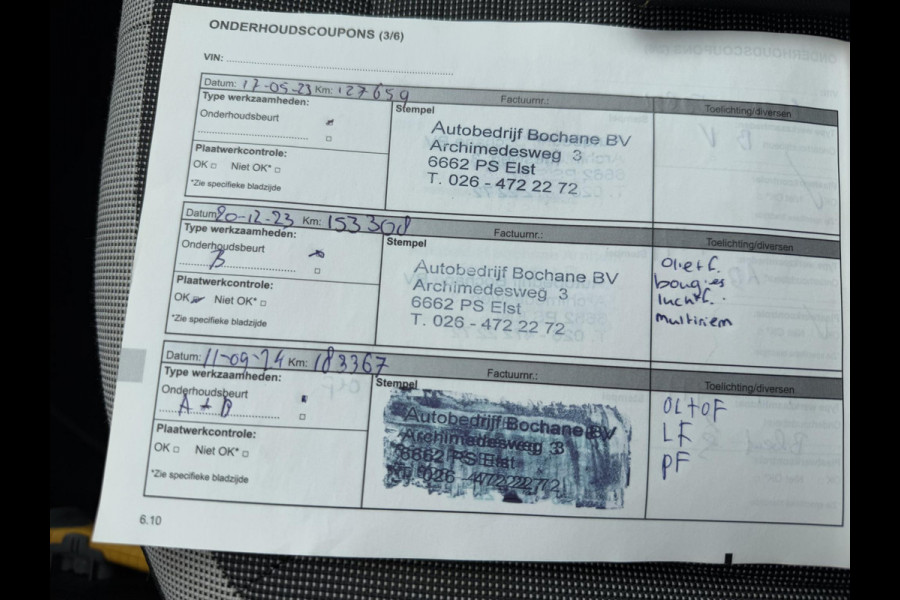 ONDERHOUDSCOUPONS (3/6)
VIN:
Datum: 17-05-23 Km: 127659
Factuurnr.:
Toelichting/diversen
Type werkzaamheden:
Onderhoudsbeurt
Plaatwerkcontrole:
OK Niet OK*
*Zie specifieke bladzijde
Stempel
Autobedrijf Bochane BV
Archimedesweg 3
6662 PS Elst
T. 026 - 472 22 72
Datum: 20-12-23 Km: 153308
Factuurnr.:
Toelichting/diversen
Type werkzaamheden:
Onderhoudsbeurt
B
Plaatwerkcontrole:
OK Niet OK*
*Zie specifieke bladzijde
Stempel
Autobedrijf Bochane BV
Archimedesweg 3
6662 PS Elst
T. 026 - 472 22 72
olie+f.
bougies
lucht f.
multiriem
Datum: 11-09-24 Km: 183367
Factuurnr.:
Toelichting/diversen
Type werkzaamheden:
Onderhoudsbeurt
A + B
Plaatwerkcontrole:
OK Niet OK*
*Zie specifieke bladzijde
Stempel
Autobedrijf Bochane BV
Archimedesweg 3
6662 PS Elst
T. 026 - 472 22 72
OL+OF
LF
PF
6.10